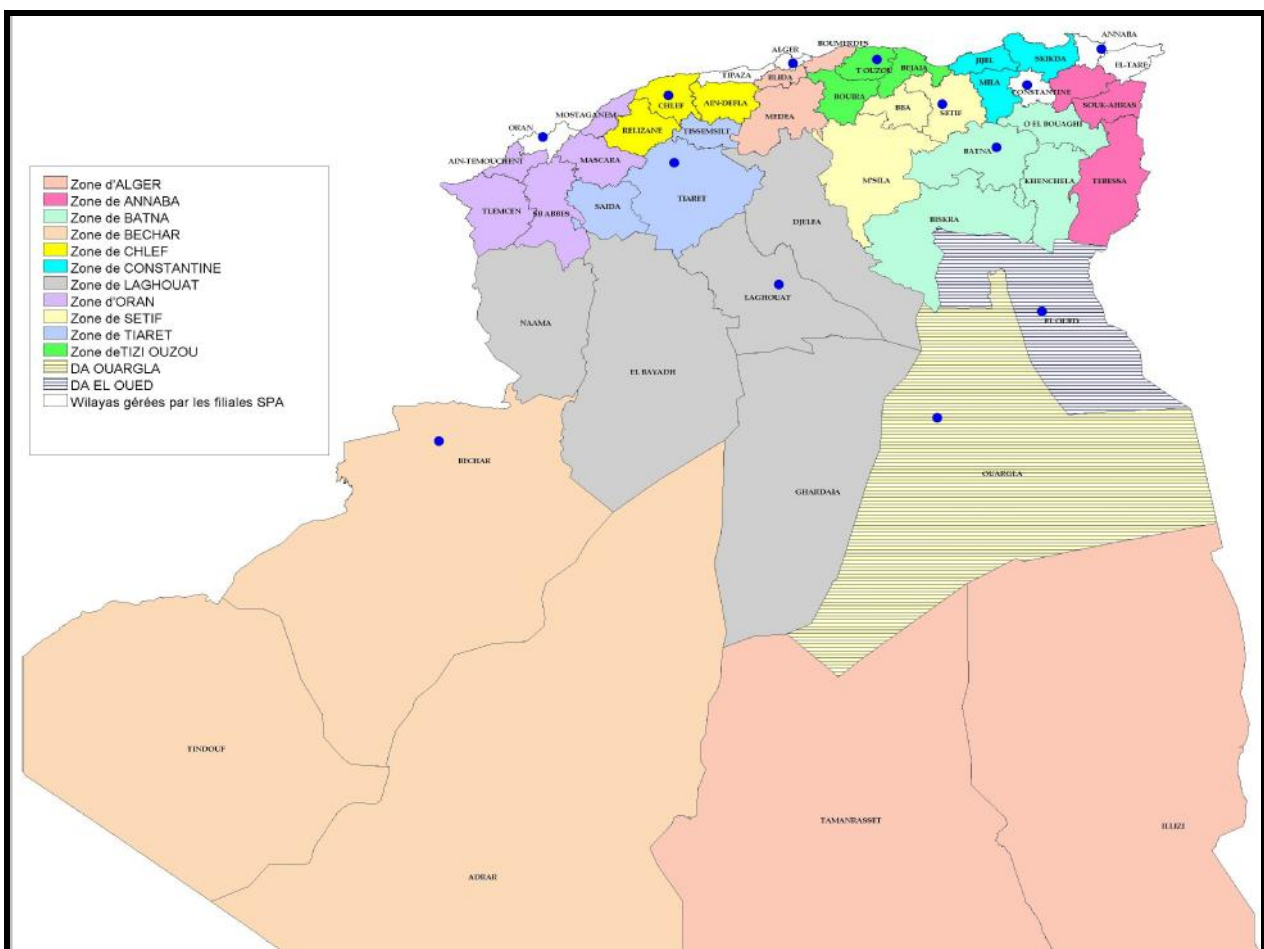 Zone d'ALGER
Zone de ANNABA
Zone de BATNA
Zone de BECHAR
Zone de CHLEF
Zone de CONSTANTINE
Zone de LAGHOUAT
Zone d'ORAN
Zone de SETIF
Zone de TIARET
Zone deTIZI OUZOU
DA OUARGLA
DA EL OUED
Wilayas gérées par les filiales SPA
ANNABA
BOUMERDES
ALGER
EL-TARF
JIJEL
SKIKDA
TIPAZA
BLIDA
T OUZOU
BEJAIA
MILA
CONSTANTINE
BOUIRA
SOUK-AHRAS
CHLEF
AIN-DEFLA
BBA
SETIF
MOSTAGANEM
MEDEA
O EL BOUAGHI
ORAN
RELIZANE
TISSEMSILT
BATNA
AIN-TEMOUCHENT
MASCARA
M'SILA
KHENCHELA
TEBESSA
TLEMCEN
SB ABBES
SAIDA
TIARET
DJELFA
BISKRA
LAGHOUAT
NAAMA
EL OUED
EL BAYADH
BECHAR
OUARGLA
GHARDAIA
TINDOUF
TAMANRASSET
ILLIZI
ADRAR